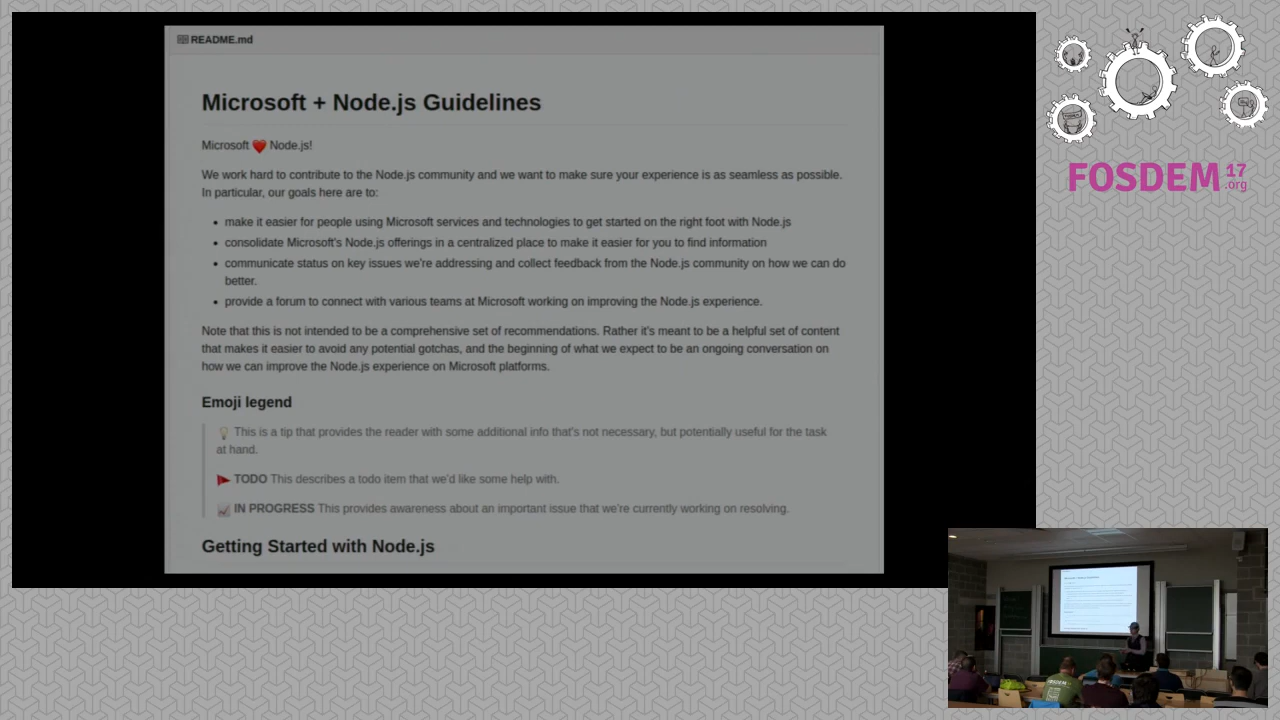 README.md
Microsoft + Node.js Guidelines
Microsoft ❤️ Node.js!
We work hard to contribute to the Node.js community and we want to make sure your experience is as seamless as possible.
In particular, our goals here are to:
• make it easier for people using Microsoft services and technologies to get started on the right foot with Node.js
• consolidate Microsoft's Node.js offerings in a centralized place to make it easier for you to find information
• communicate status on key issues we're addressing and collect feedback from the Node.js community on how we can do
better.
• provide a forum to connect with various teams at Microsoft working on improving the Node.js experience.
Note that this is not intended to be a comprehensive set of recommendations. Rather it's meant to be a helpful set of content
that makes it easier to avoid any potential gotchas, and the beginning of what we expect to be an ongoing conversation on
how we can improve the Node.js experience on Microsoft platforms.
Emoji legend
💡 This is a tip that provides the reader with some additional info that's not necessary, but potentially useful for the task
at hand.
🚩 TODO This describes a todo item that we'd like some help with.
📈 IN PROGRESS This provides awareness about an important issue that we're currently working on resolving.
Getting Started with Node.js
FOSDEM 17
.org
FOSDEM